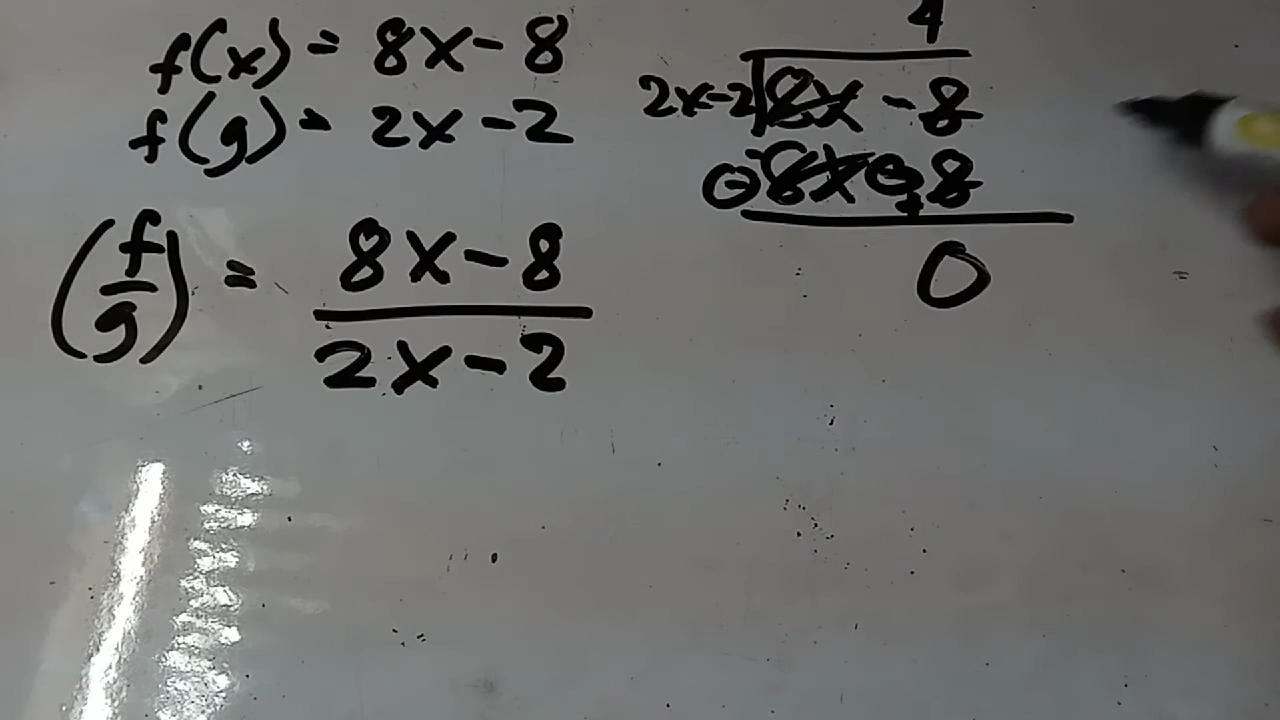 f(x) = 8x-8
f(g) = 2x-2
(f/g) = 8x-8
2x-2
4
2x-2 8x -8
8x 8
0